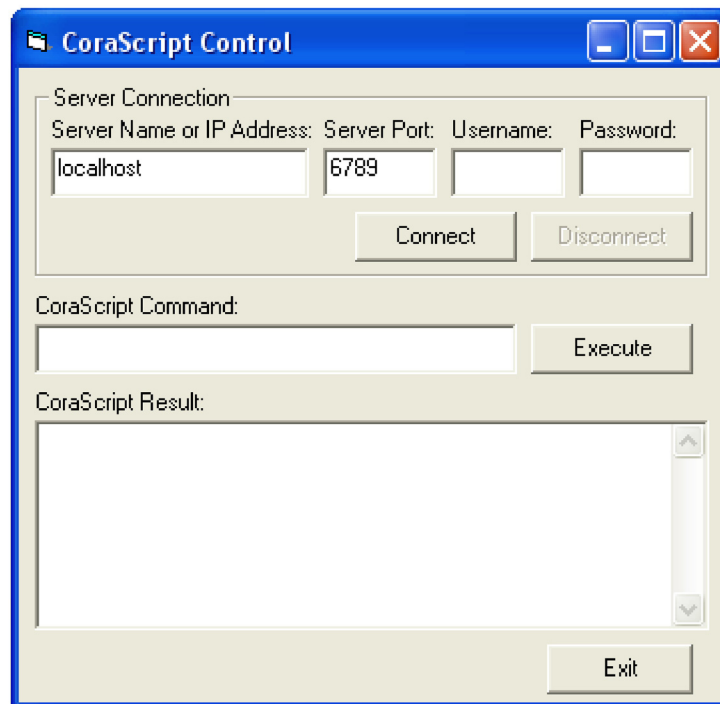 CoraScript Control
Server Connection
Server Name or IP Address: Server Port: Username: Password:
localhost 6789
Connect Disconnect
CoraScript Command:
Execute
CoraScript Result:
Exit